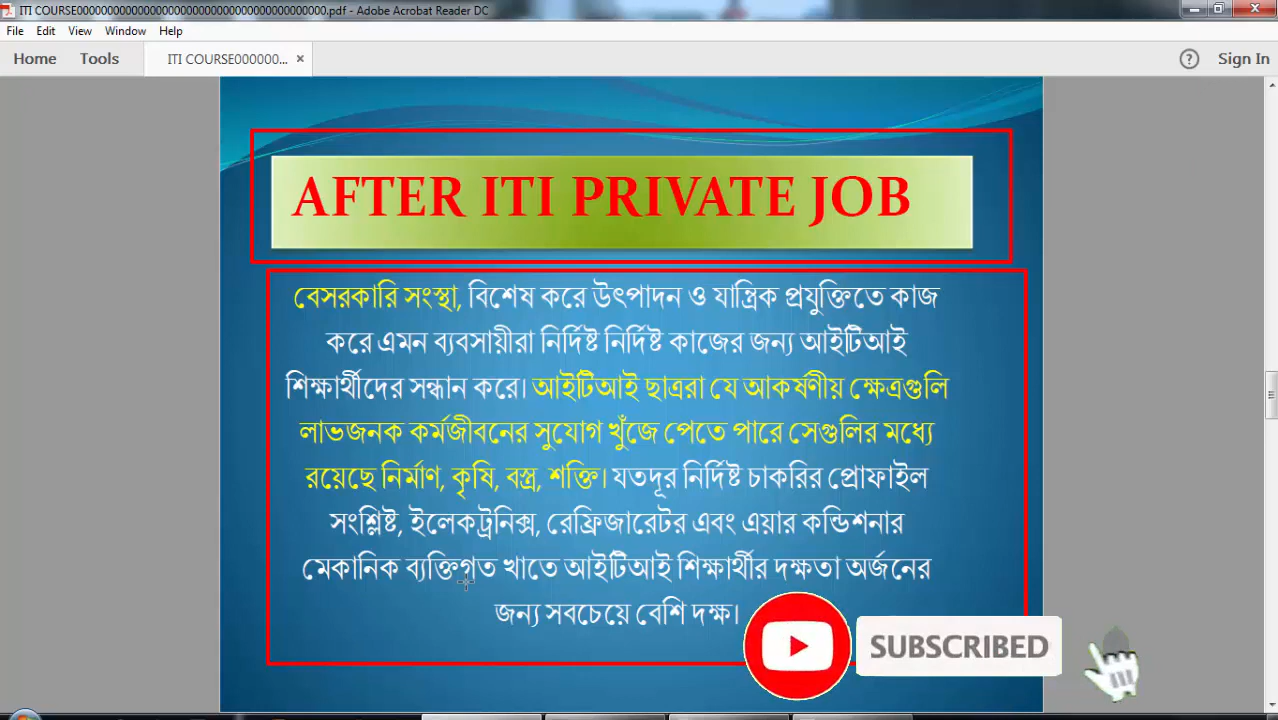 ITI COURSE000000000000000000000000000000000000000000.pdf - Adobe Acrobat Reader DC
File Edit View Window Help
Home Tools ITI COURSE000000... × ? Sign In
AFTER ITI PRIVATE JOB
বেসরকারি সংস্থা, বিশেষ করে উৎপাদন ও যান্ত্রিক প্রযুক্তিতে কাজ
করে এমন ব্যবসায়ীরা নির্দিষ্ট নির্দিষ্ট কাজের জন্য আইটিআই
শিক্ষার্থীদের সন্ধান করে। আইটিআই ছাত্ররা যে আকর্ষণীয় ক্ষেত্রগুলি
লাভজনক কর্মজীবনের সুযোগ খুঁজে পেতে পারে সেগুলির মধ্যে
রয়েছে নির্মাণ, কৃষি, বস্ত্র, শক্তি। যতদূর নির্দিষ্ট চাকরির প্রোফাইল
সংশ্লিষ্ট, ইলেকট্রনিক্স, রেফ্রিজারেটর এবং এয়ার কন্ডিশনার
মেকানিক ব্যক্তিগত খাতে আইটিআই শিক্ষার্থীর দক্ষতা অর্জনের
জন্য সবচেয়ে বেশি দক্ষ।
SUBSCRIBED